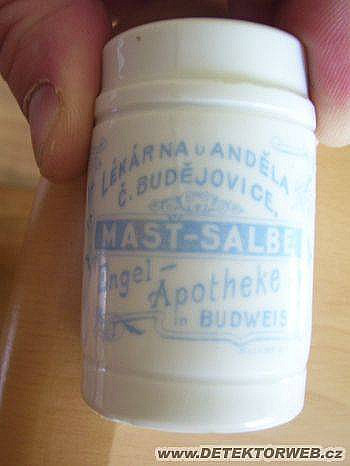 LÉKÁRNA U ANDĚLA
Č. BUDĚJOVICE.
MAST-SALBE
Engel-
Apotheke
in BUDWEIS
www.DETEKTORWEB.cz